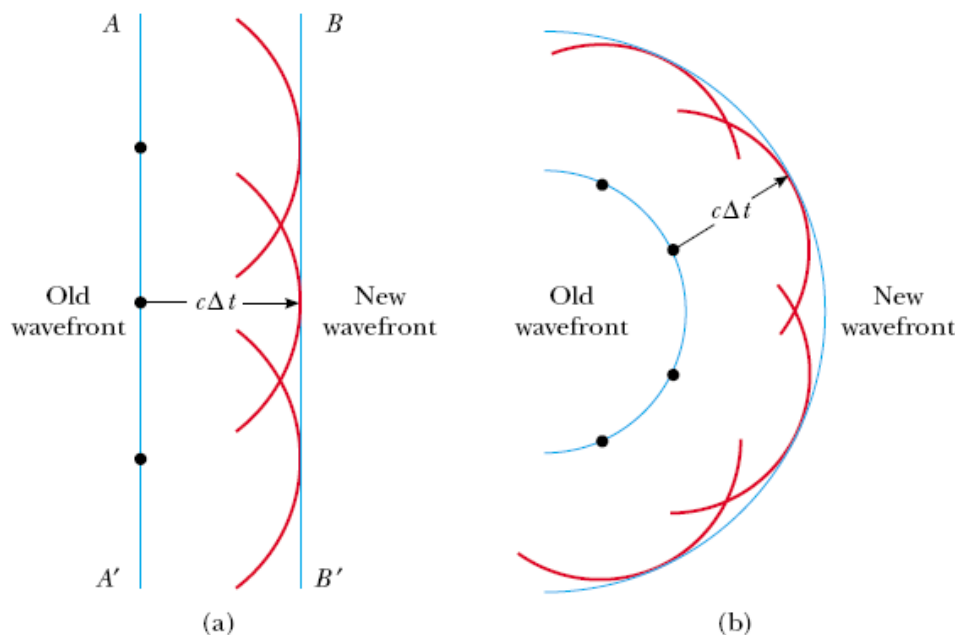 A
B
cΔt
Old
wavefront
New
wavefront
A′
B′
(a)
cΔt
Old
wavefront
New
wavefront
(b)